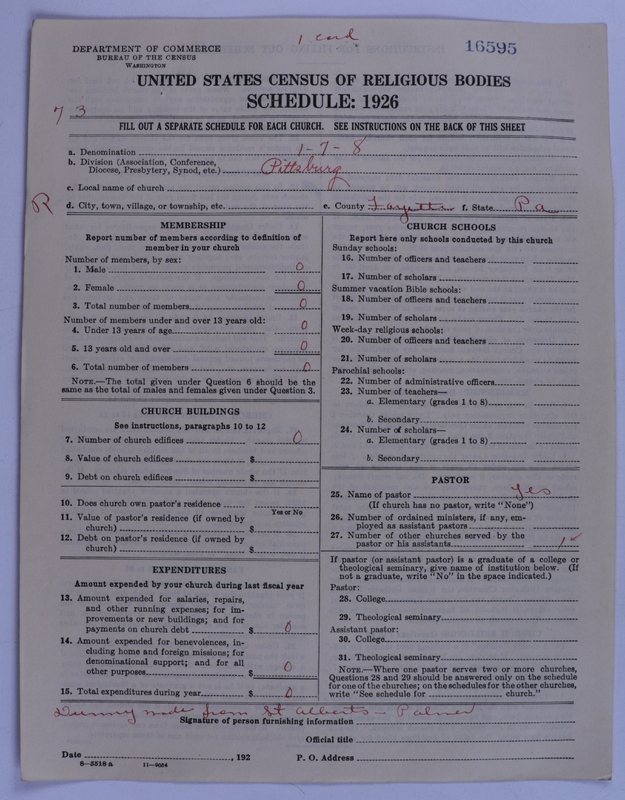 1 card
16595
DEPARTMENT OF COMMERCE
BUREAU OF THE CENSUS
WASHINGTON
UNITED STATES CENSUS OF RELIGIOUS BODIES
SCHEDULE: 1926
7 3
FILL OUT A SEPARATE SCHEDULE FOR EACH CHURCH. SEE INSTRUCTIONS ON THE BACK OF THIS SHEET
a. Denomination 1-7-8
b. Division (Association, Conference,
Diocese, Presbytery, Synod, etc.) Pittsburg
c. Local name of church
R d. City, town, village, or township, etc. e. County Fayette f. State Pa
MEMBERSHIP
Report number of members according to definition of
member in your church
Number of members, by sex:
1. Male 0
2. Female 0
3. Total number of members 0
Number of members under and over 13 years old:
4. Under 13 years of age 0
5. 13 years old and over 0
6. Total number of members 0
NOTE.—The total given under Question 6 should be the
same as the total of males and females given under Question 3.
CHURCH BUILDINGS
See instructions, paragraphs 10 to 12
7. Number of church edifices 0
8. Value of church edifices $
9. Debt on church edifices $
10. Does church own pastor's residence
Yes or No
11. Value of pastor's residence (if owned by
church) $
12. Debt on pastor's residence (if owned by
church) $
EXPENDITURES
Amount expended by your church during last fiscal year
13. Amount expended for salaries, repairs,
and other running expenses; for im-
provements or new buildings; and for
payments on church debt $ 0
14. Amount expended for benevolences, in-
cluding home and foreign missions; for
denominational support; and for all
other purposes $ 0
15. Total expenditures during year $ 0
CHURCH SCHOOLS
Report here only schools conducted by this church
Sunday schools:
16. Number of officers and teachers
17. Number of scholars
Summer vacation Bible schools:
18. Number of officers and teachers
19. Number of scholars
Week-day religious schools:
20. Number of officers and teachers
21. Number of scholars
Parochial schools:
22. Number of administrative officers
23. Number of teachers—
a. Elementary (grades 1 to 8)
b. Secondary
24. Number of scholars—
a. Elementary (grades 1 to 8)
b. Secondary
PASTOR
25. Name of pastor Yes
(If church has no pastor, write "None")
26. Number of ordained ministers, if any, em-
ployed as assistant pastors
27. Number of other churches served by the
pastor or his assistants 1
If pastor (or assistant pastor) is a graduate of a college or
theological seminary, give name of institution below. (If
not a graduate, write "No" in the space indicated.)
Pastor:
28. College
29. Theological seminary
Assistant pastor:
30. College
31. Theological seminary
NOTE.—Where one pastor serves two or more churches,
Questions 28 and 29 should be answered only on the schedule
for one of the churches; on the schedules for the other churches,
write "See schedule for church."
Dummy made from St Alberts - Palmer
Signature of person furnishing information
Official title
Date , 192 P. O. Address
8—5318 a 11—9034